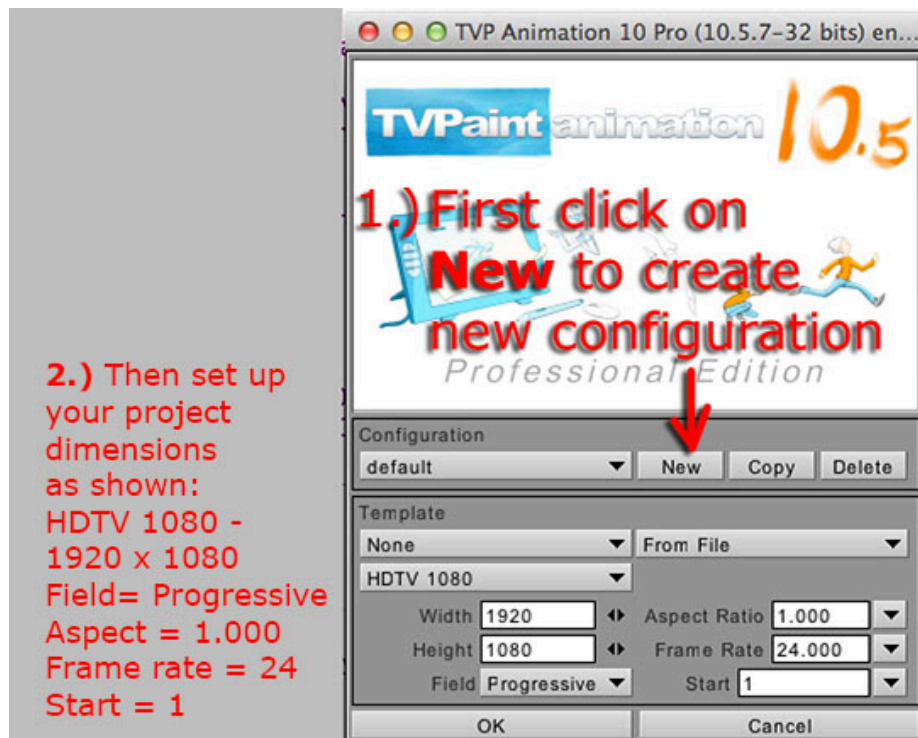 TVP Animation 10 Pro (10.5.7-32 bits) en...
TVPaint animation 10.5
1.) First click on
New to create
new configuration
Professional Edition
2.) Then set up
your project
dimensions
as shown:
HDTV 1080 -
1920 x 1080
Field= Progressive
Aspect = 1.000
Frame rate = 24
Start = 1
Configuration
default New Copy Delete
Template
None From File
HDTV 1080
Width 1920 Aspect Ratio 1.000
Height 1080 Frame Rate 24.000
Field Progressive Start 1
OK Cancel